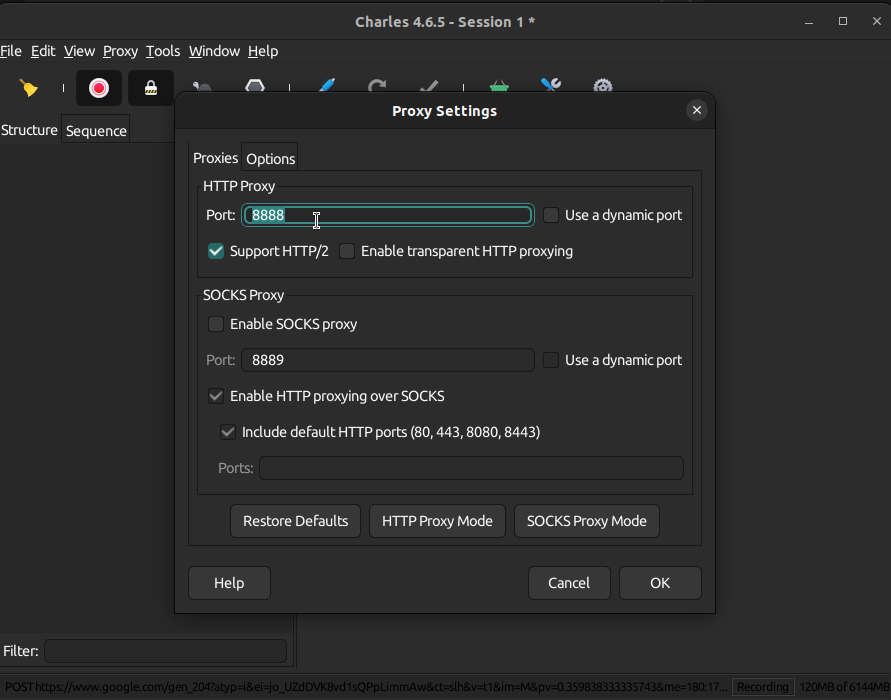 Charles 4.6.5 - Session 1 *
File Edit View Proxy Tools Window Help
Structure Sequence
Proxy Settings
Proxies Options
HTTP Proxy
Port: 8888 Use a dynamic port
Support HTTP/2 Enable transparent HTTP proxying
SOCKS Proxy
Enable SOCKS proxy
Port: 8889 Use a dynamic port
Enable HTTP proxying over SOCKS
Include default HTTP ports (80, 443, 8080, 8443)
Ports:
Restore Defaults HTTP Proxy Mode SOCKS Proxy Mode
Help Cancel OK
Filter:
POST https://www.google.com/gen_204?atyp=i&ei=jo_UZdDVK8vd1sQPpLimmAw&ct=slh&v=t1&im=M&pv=0.359838333335743&me=180:17... Recording 120MB of 6144MB